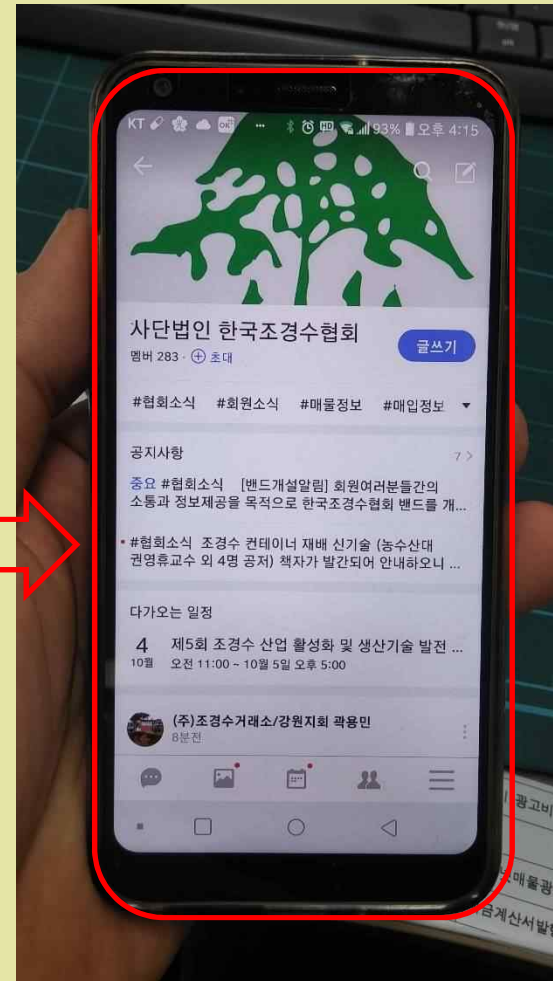 KT 93% 오후 4:15
사단법인 한국조경수협회
멤버 283 · 초대
글쓰기
#협회소식 #회원소식 #매물정보 #매입정보
공지사항 7
중요 #협회소식 [밴드개설알림] 회원여러분들간의
소통과 정보제공을 목적으로 한국조경수협회 밴드를 개...
#협회소식 조경수 컨테이너 재배 신기술 (농수산대
권영휴교수 외 4명 공저) 책자가 발간되어 안내하오니 ...
다가오는 일정
4 제5회 조경수 산업 활성화 및 생산기술 발전 ...
10월 오전 11:00 ~ 10월 5일 오후 5:00
(주)조경수거래소/강원지회 곽용민
8분전
광고비
매물광
금계산서발